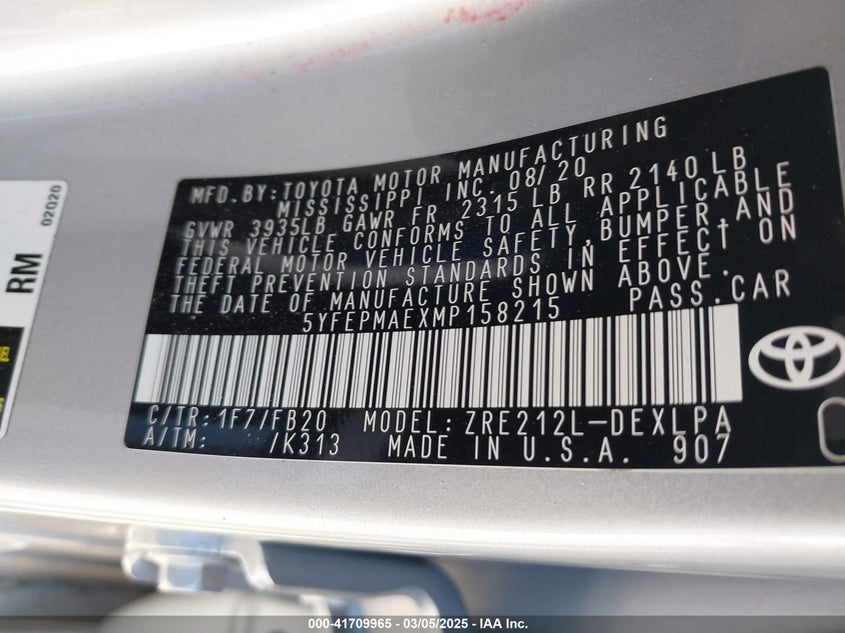 MFD.BY:TOYOTA MOTOR MANUFACTURING
MISSISSIPPI INC. 08/20
GVWR 3935LB GAWR FR 2315 LB RR 2140 LB
THIS VEHICLE CONFORMS TO ALL APPLICABLE
FEDERAL MOTOR VEHICLE SAFETY, BUMPER, AND
THEFT PREVENTION STANDARDS IN EFFECT ON
THE DATE OF MANUFACTURE SHOWN ABOVE.
5YFEPMAEXMP158215 PASS.CAR
C/TR: 1F7/FB20 MODEL: ZRE212L-DEXLPA
A/TM: /K313 MADE IN U.S.A. 907
RM
02020
000-41709965 - 03/05/2025 - IAA Inc.